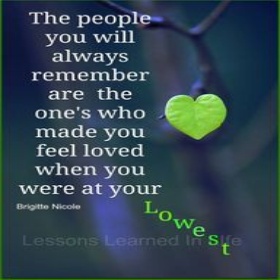 The people
you will
always
remember
are the
one's who
made you
feel loved
when you
were at your
Lowest
Brigitte Nicole
Lessons Learned In life